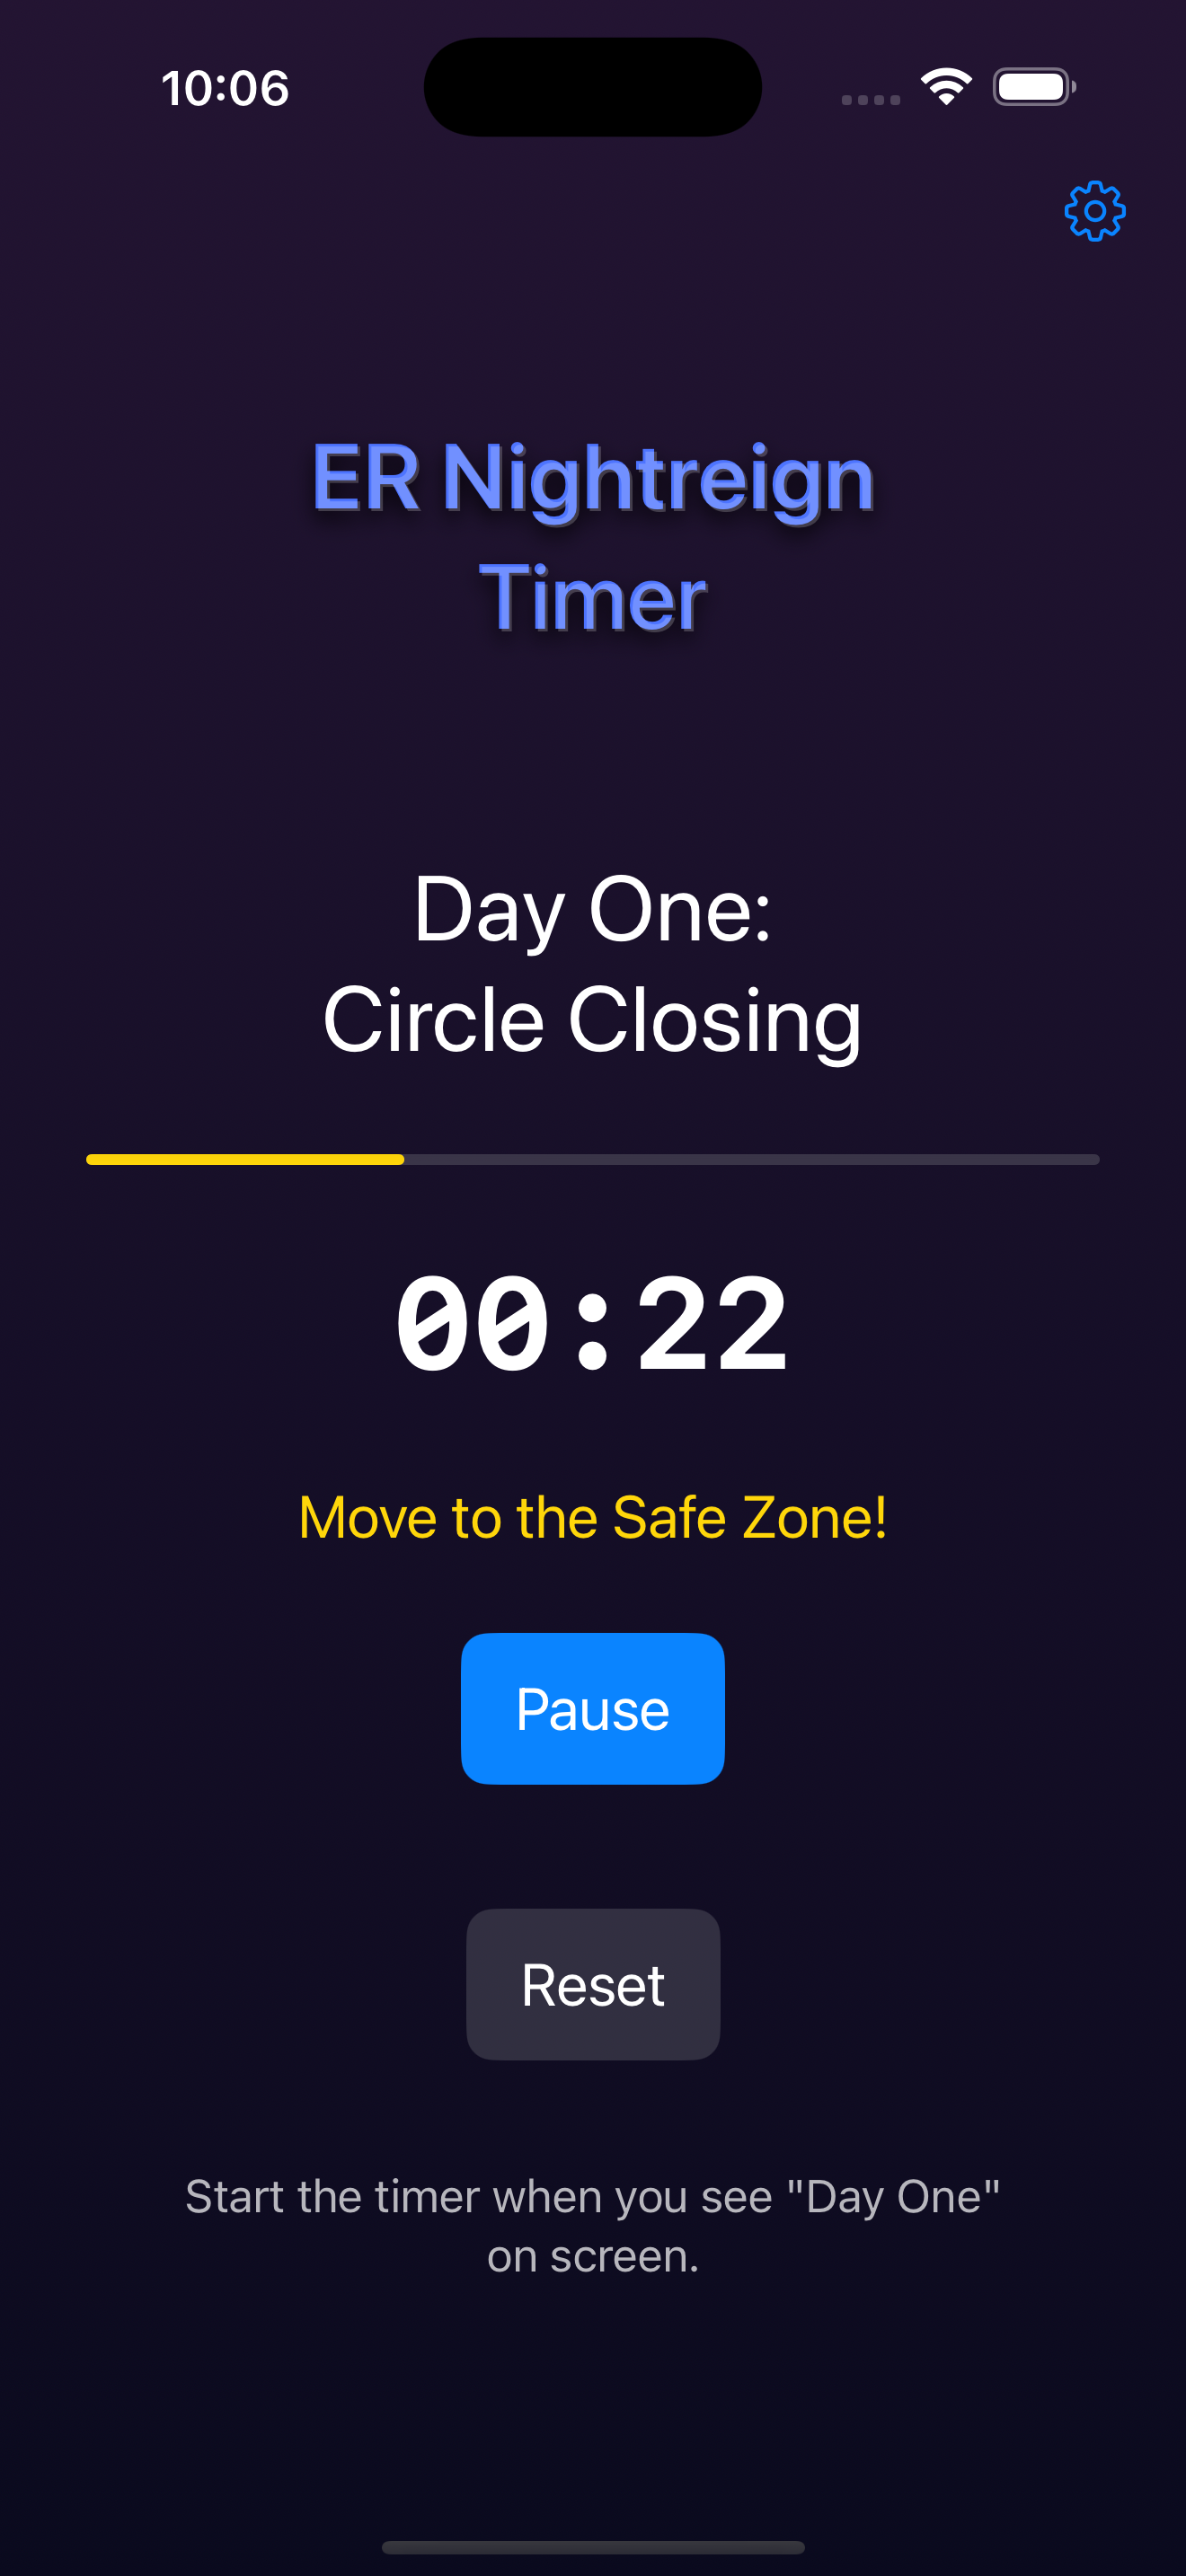 10:06
ER Nightreign
Timer
Day One:
Circle Closing
00:22
Move to the Safe Zone!
Pause
Reset
Start the timer when you see "Day One"
on screen.